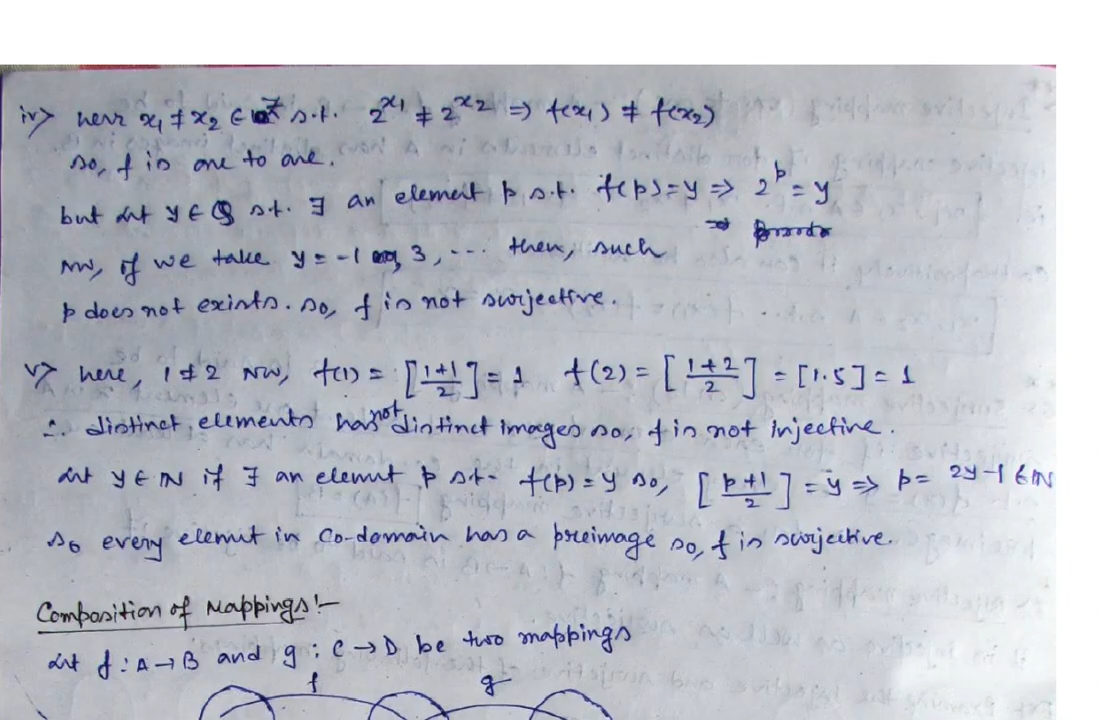 iv> here x₁ ≠ x₂ ∈ Z s.t. 2^x₁ ≠ 2^x₂ ⇒ f(x₁) ≠ f(x₂)
so, f is one to one.
but let y ∈ Q s.t. ∃ an element p s.t. f(p) = y ⇒ 2^p = y
⇒
now, if we take y = -1, 3, ... then, such
p does not exists. so, f is not surjective.
v> here, 1 ≠ 2 now, f(1) = [(1+1)/2] = 1 f(2) = [(1+2)/2] = [1.5] = 1
∴ distinct elements has not distinct images so, f is not injective.
let y ∈ IN if ∃ an elemnt p s.t. f(p) = y so, [(p+1)/2] = y ⇒ p = 2y-1 ∈ IN
so every elemnt in co-domain has a preimage so, f is surjective.
Composition of Mappings :-
let f : A → B and g : C → D be two mappings
f g